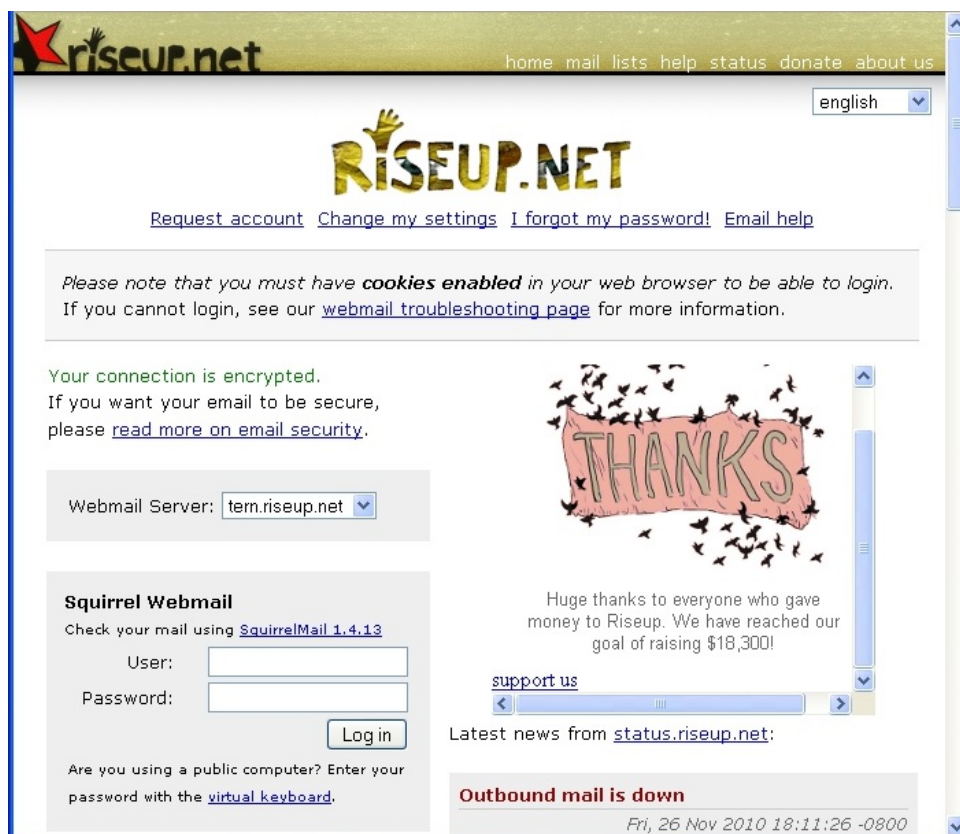 riseup.net
home mail lists help status donate about us
english
RISEUP.NET
Request account Change my settings I forgot my password! Email help
Please note that you must have cookies enabled in your web browser to be able to login.
If you cannot login, see our webmail troubleshooting page for more information.
Your connection is encrypted.
If you want your email to be secure,
please read more on email security.
Webmail Server: tern.riseup.net
Squirrel Webmail
Check your mail using SquirrelMail 1.4.13
User:
Password:
Log in
Are you using a public computer? Enter your
password with the virtual keyboard.
THANKS
Huge thanks to everyone who gave
money to Riseup. We have reached our
goal of raising $18,300!
support us
Latest news from status.riseup.net:
Outbound mail is down
Fri, 26 Nov 2010 18:11:26 -0800